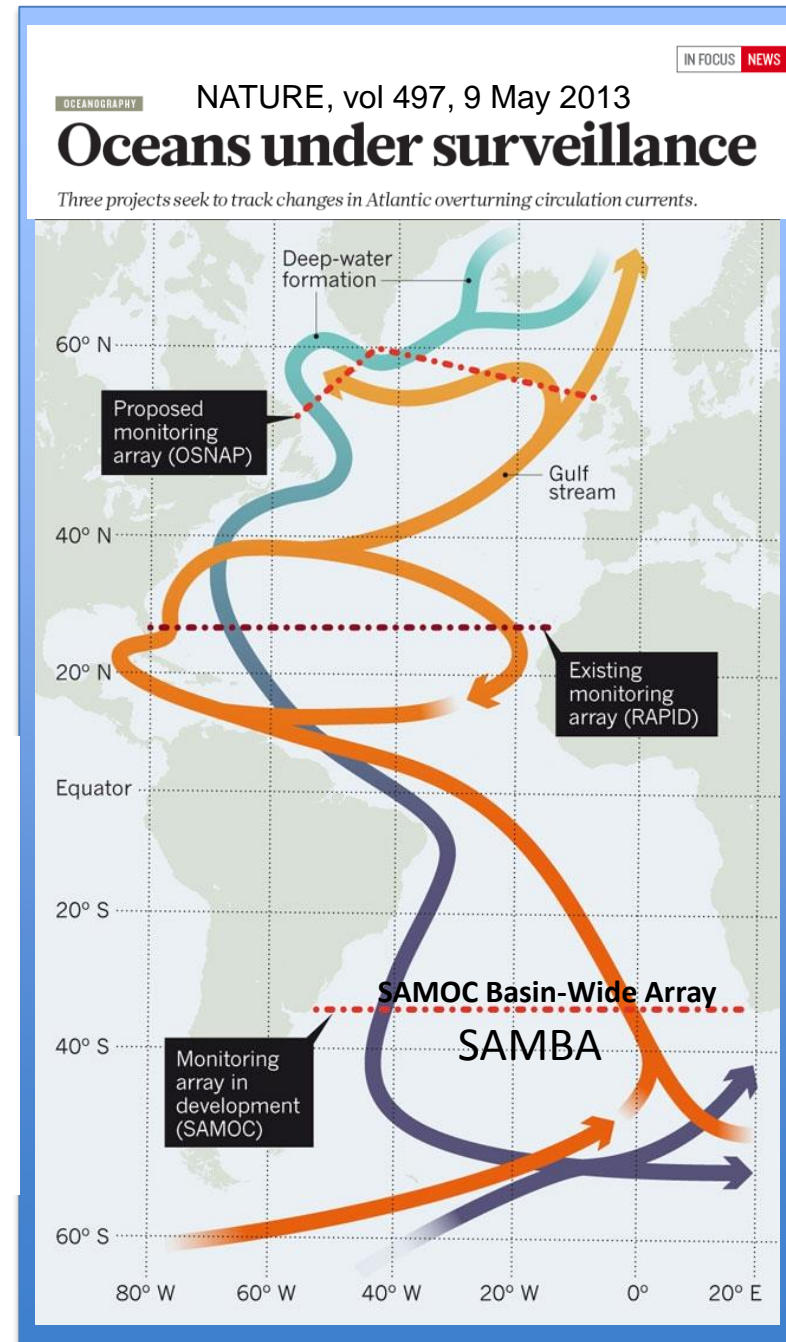 IN FOCUS NEWS
OCEANOGRAPHY
NATURE, vol 497, 9 May 2013
Oceans under surveillance
Three projects seek to track changes in Atlantic overturning circulation currents.
Deep-water
formation
60° N
Proposed
monitoring
array (OSNAP)
Gulf
stream
40° N
20° N
Existing
monitoring
array (RAPID)
Equator
20° S
SAMOC Basin-Wide Array
SAMBA
40° S
Monitoring
array in
development
(SAMOC)
60° S
80° W 60° W 40° W 20° W 0° 20° E